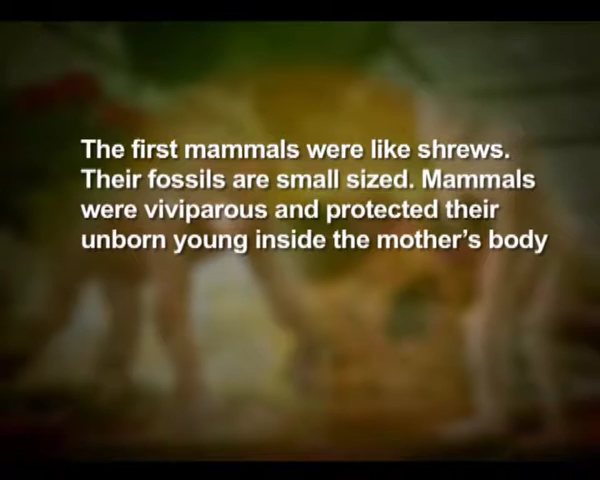 The first mammals were like shrews.
Their fossils are small sized. Mammals
were viviparous and protected their
unborn young inside the mother's body